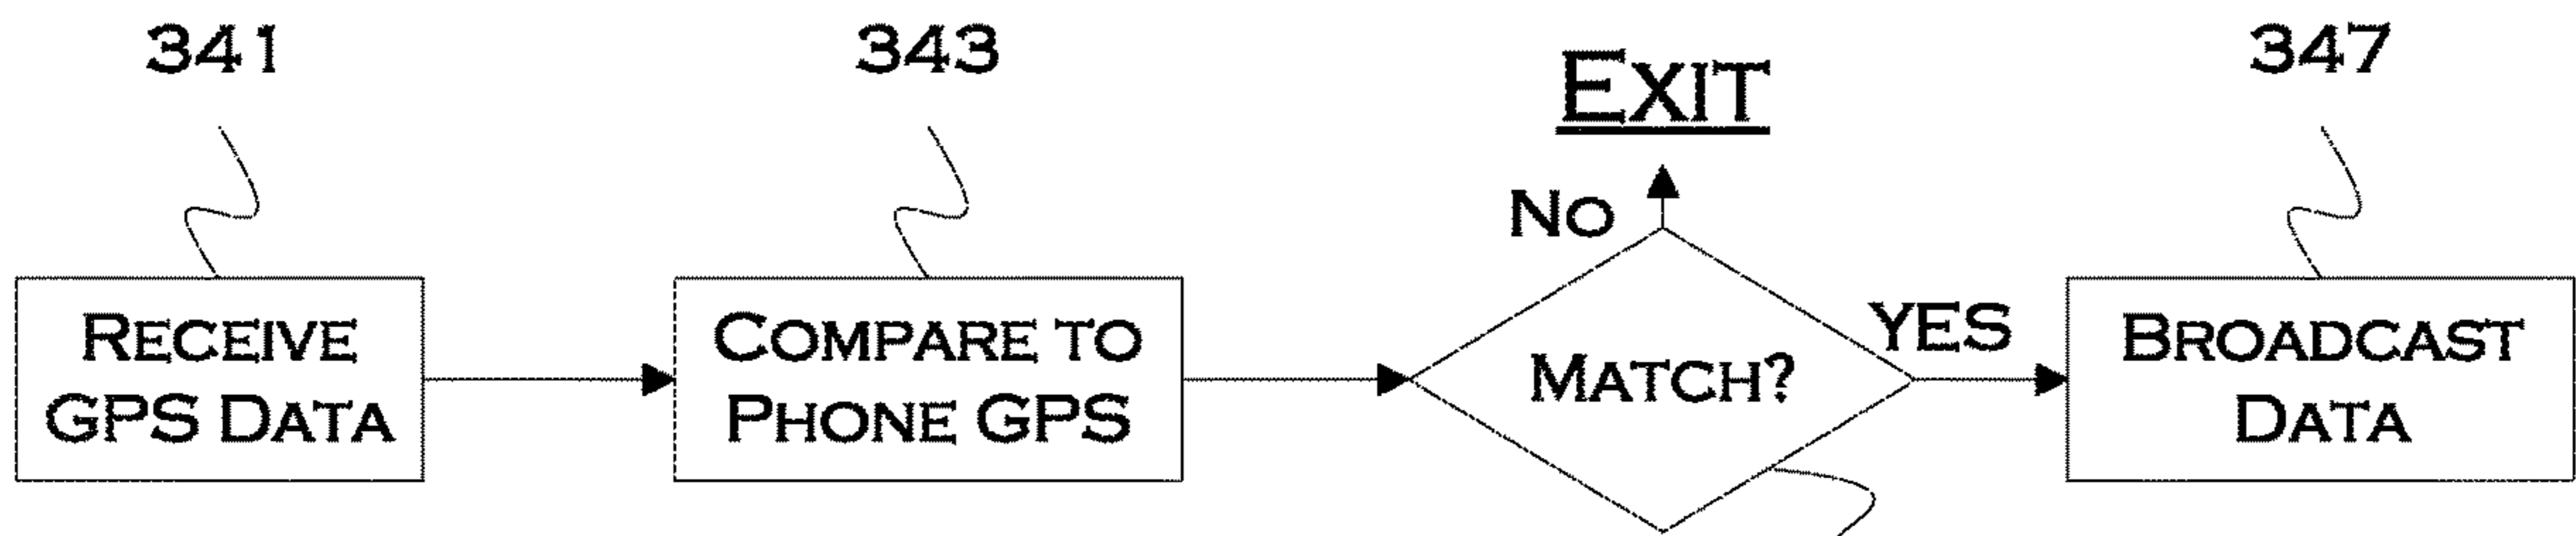 341
343
347
EXIT
NO
YES
RECEIVE
GPS DATA
COMPARE TO
PHONE GPS
MATCH?
BROADCAST
DATA